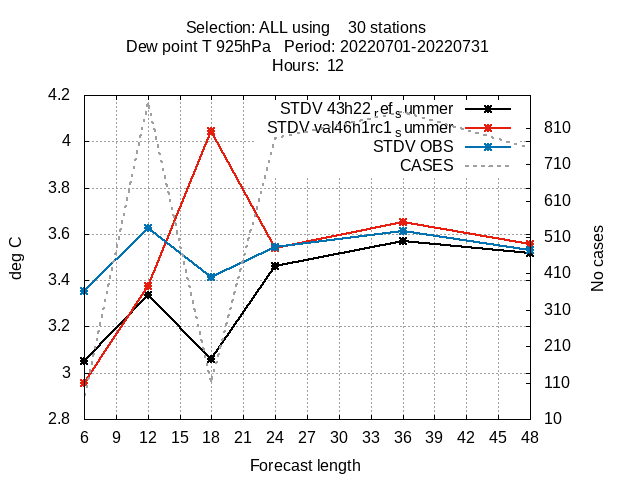 Selection: ALL using 30 stations
Dew point T 925hPa Period: 20220701-20220731
Hours: 12
4.2
4
3.8
3.6
3.4
3.2
3
2.8
deg C
STDV 43h22_ref_summer
STDV val46h1rc1_summer
STDV OBS
CASES
810
710
610
510
410
310
210
110
10
No cases
6 9 12 15 18 21 24 27 30 33 36 39 42 45 48
Forecast length